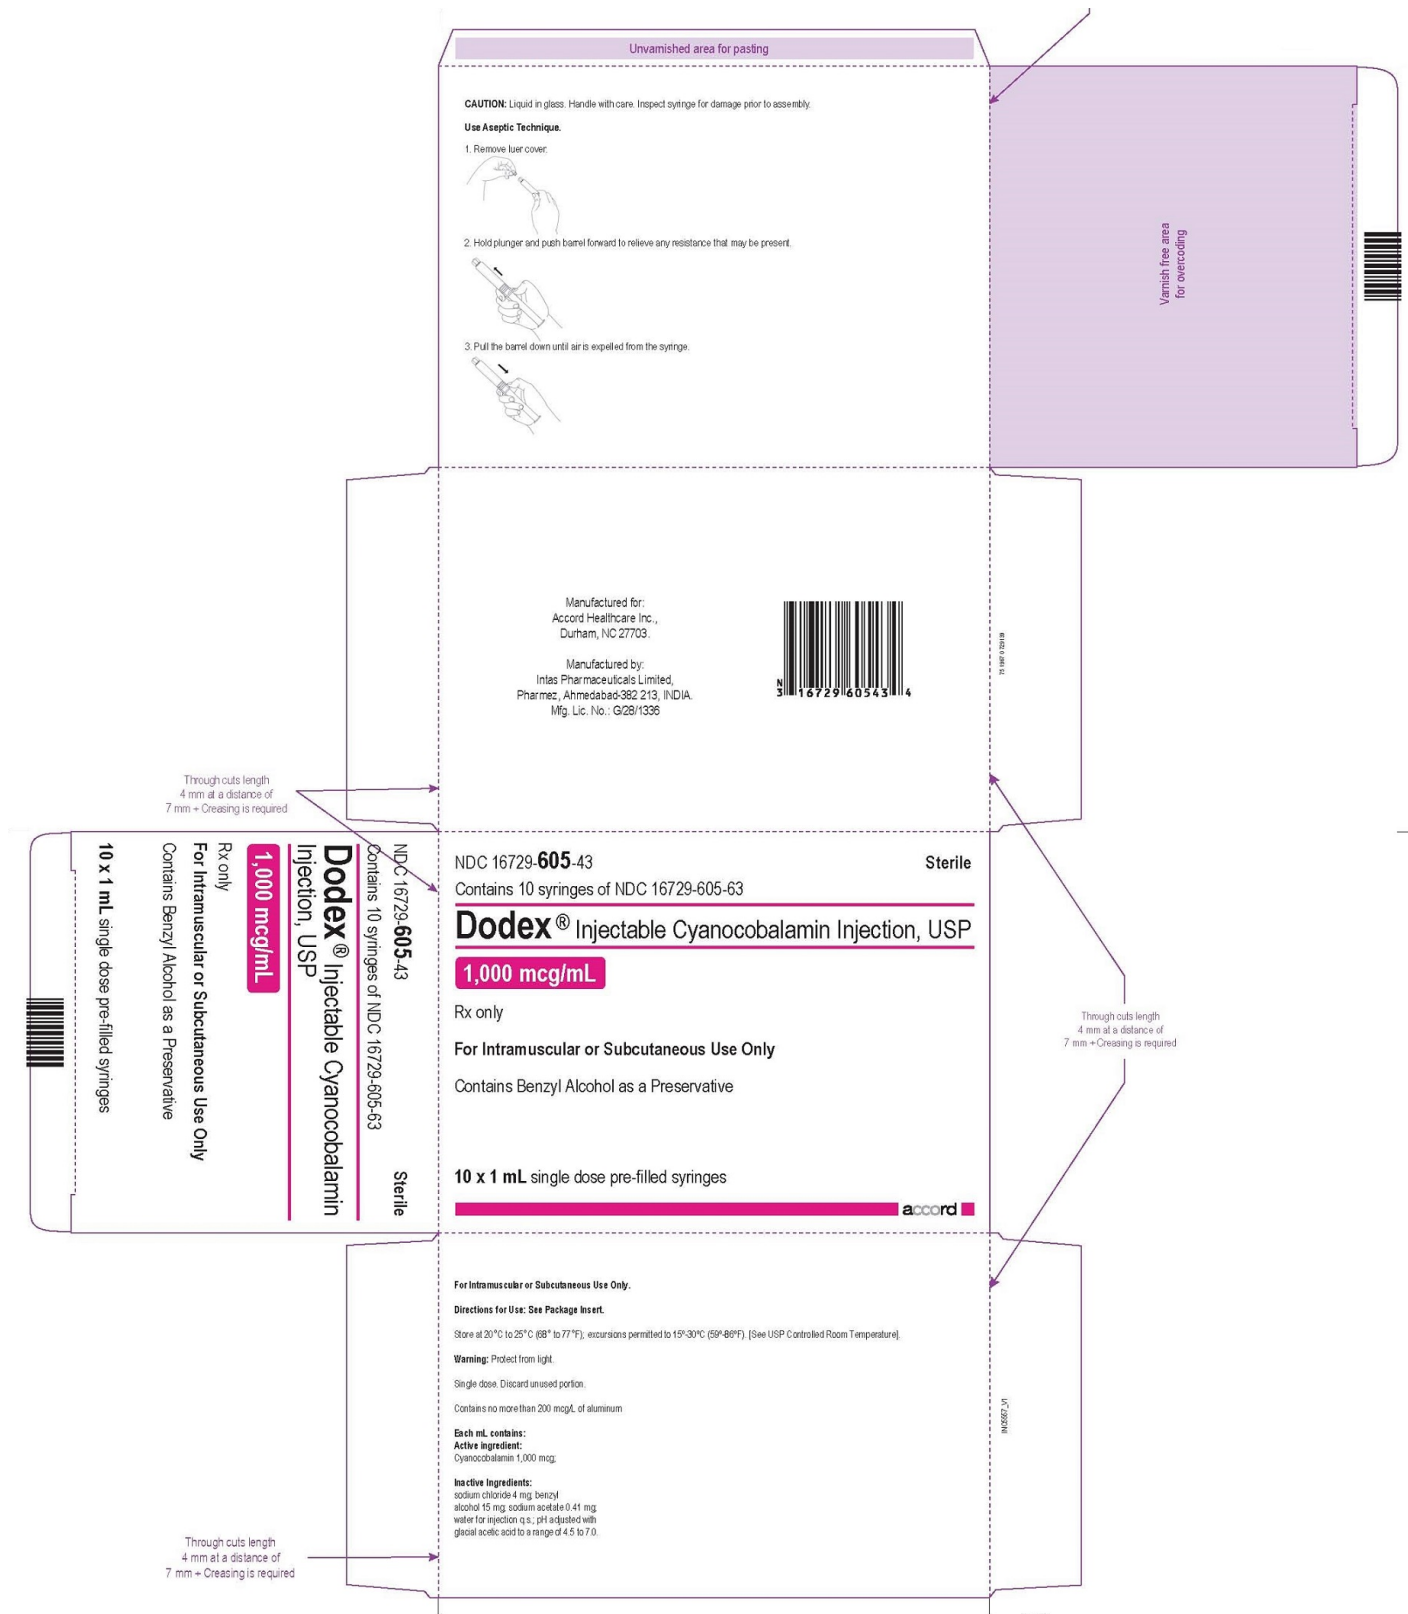 Unvarnished area for pasting
CAUTION: Liquid in glass. Handle with care. Inspect syringe for damage prior to assembly.
Use Aseptic Technique.
1. Remove luer cover.
2. Hold plunger and push barrel forward to relieve any resistance that may be present.
3. Pull the barrel down until air is expelled from the syringe.
Varnish free area
for overcoding
Manufactured for:
Accord Healthcare Inc.,
Durham, NC 27703.
Manufactured by:
Intas Pharmaceuticals Limited,
Pharmez, Ahmedabad-382 213, INDIA.
Mfg. Lic. No.: G/28/1336
N
3 16729 60543 4
Through cuts length
4 mm at a distance of
7 mm + Creasing is required
NDC 16729-605-43
Sterile
Contains 10 syringes of NDC 16729-605-63
Dodex® Injectable Cyanocobalamin
Injection, USP
1,000 mcg/mL
Rx only
For Intramuscular or Subcutaneous Use Only
Contains Benzyl Alcohol as a Preservative
10 x 1 mL single dose pre-filled syringes
NDC 16729-605-43
Sterile
Contains 10 syringes of NDC 16729-605-63
Dodex® Injectable Cyanocobalamin Injection, USP
1,000 mcg/mL
Rx only
For Intramuscular or Subcutaneous Use Only
Contains Benzyl Alcohol as a Preservative
10 x 1 mL single dose pre-filled syringes
accord
Through cuts length
4 mm at a distance of
7 mm + Creasing is required
For Intramuscular or Subcutaneous Use Only.
Directions for Use: See Package Insert.
Store at 20°C to 25°C (68° to 77°F); excursions permitted to 15º-30ºC (59º-86ºF). [See USP Controlled Room Temperature].
Warning: Protect from light.
Single dose. Discard unused portion.
Contains no more than 200 mcg/L of aluminum
Each mL contains:
Active ingredient:
Cyanocobalamin 1,000 mcg;
Inactive Ingredients:
sodium chloride 4 mg; benzyl
alcohol 15 mg; sodium acetate 0.41 mg;
water for injection q.s.; pH adjusted with
glacial acetic acid to a range of 4.5 to 7.0.
Through cuts length
4 mm at a distance of
7 mm + Creasing is required